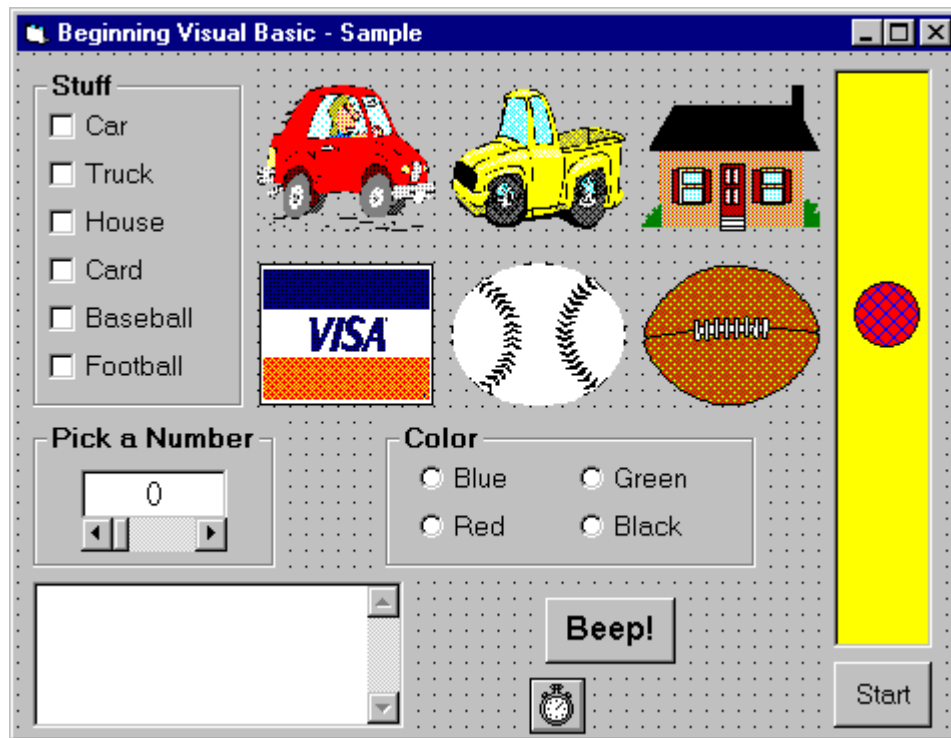 Beginning Visual Basic - Sample
Stuff
Car
Truck
House
Card
Baseball
Football
VISA
Pick a Number
0
Color
Blue
Green
Red
Black
Beep!
Start